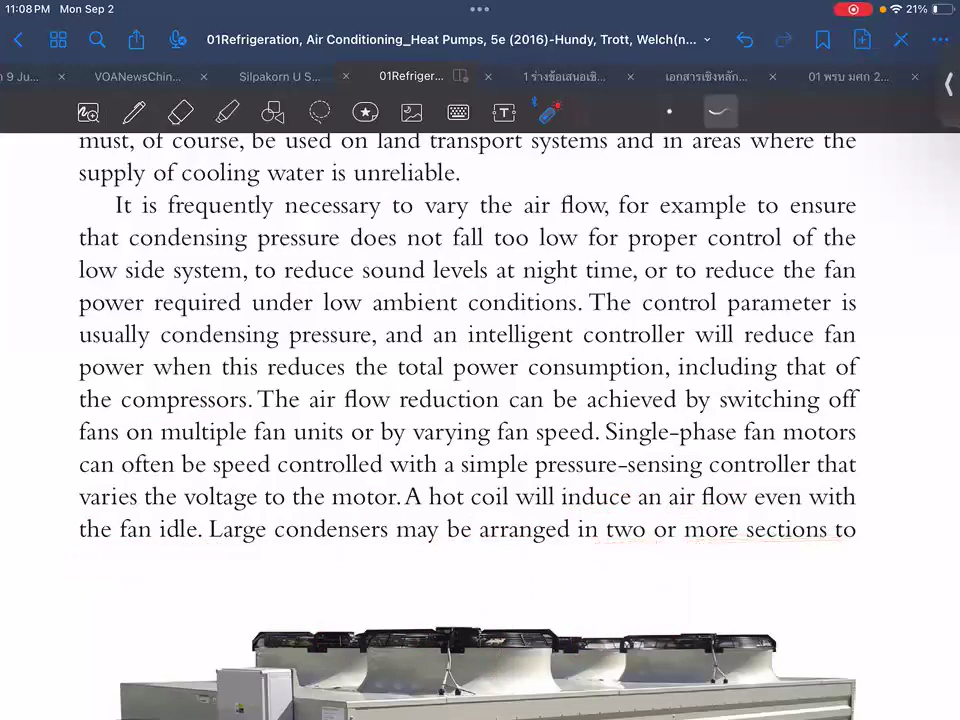 11:08 PM Mon Sep 2
21%
01Refrigeration, Air Conditioning_Heat Pumps, 5e (2016)-Hundy, Trott, Welch(n...
9 Ju...
VOANewsChin...
Silpakorn U S...
01Refriger...
1 ร่างข้อเสนอเชิ...
เอกสารเชิงหลัก...
01 พรบ มศก 2...
must, of course, be used on land transport systems and in areas where the
supply of cooling water is unreliable.
It is frequently necessary to vary the air flow, for example to ensure
that condensing pressure does not fall too low for proper control of the
low side system, to reduce sound levels at night time, or to reduce the fan
power required under low ambient conditions. The control parameter is
usually condensing pressure, and an intelligent controller will reduce fan
power when this reduces the total power consumption, including that of
the compressors. The air flow reduction can be achieved by switching off
fans on multiple fan units or by varying fan speed. Single-phase fan motors
can often be speed controlled with a simple pressure-sensing controller that
varies the voltage to the motor. A hot coil will induce an air flow even with
the fan idle. Large condensers may be arranged in two or more sections to